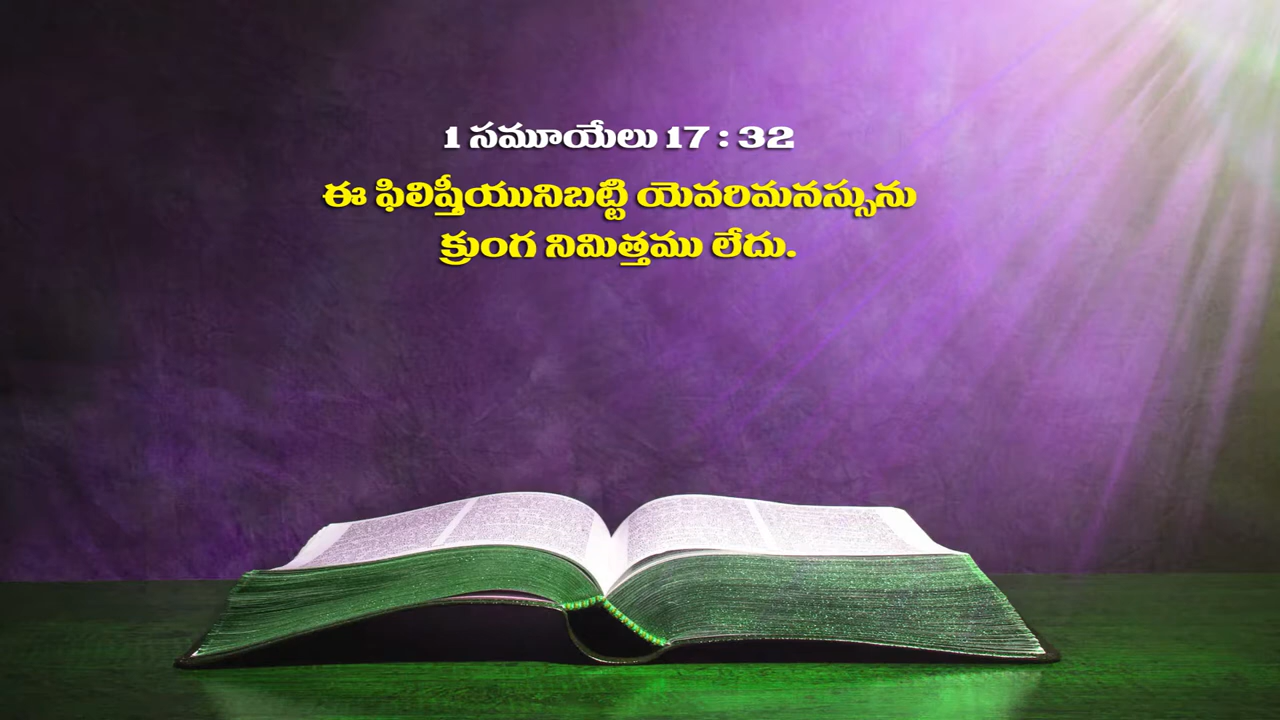 1 సమూయేలు 17 : 32
ఈ ఫిలిష్తీయునిబట్టి యెవరిమనస్సును
క్రుంగ నిమిత్తము లేదు.